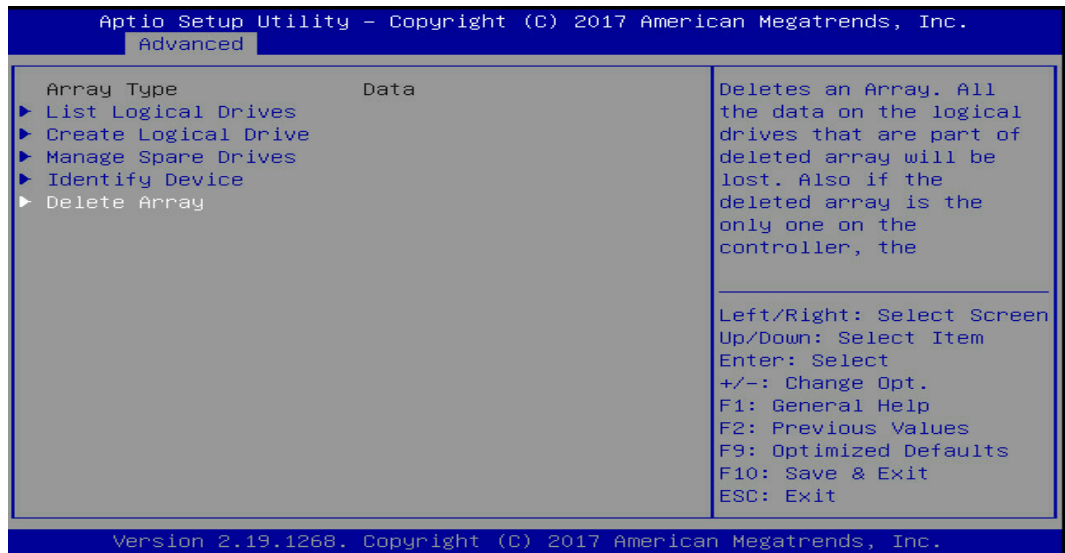 Aptio Setup Utility – Copyright (C) 2017 American Megatrends, Inc.
Advanced
Array Type Data
► List Logical Drives
► Create Logical Drive
► Manage Spare Drives
► Identify Device
► Delete Array
Deletes an Array. All
the data on the logical
drives that are part of
deleted array will be
lost. Also if the
deleted array is the
only one on the
controller, the
Left/Right: Select Screen
Up/Down: Select Item
Enter: Select
+/-: Change Opt.
F1: General Help
F2: Previous Values
F9: Optimized Defaults
F10: Save & Exit
ESC: Exit
Version 2.19.1268. Copyright (C) 2017 American Megatrends, Inc.